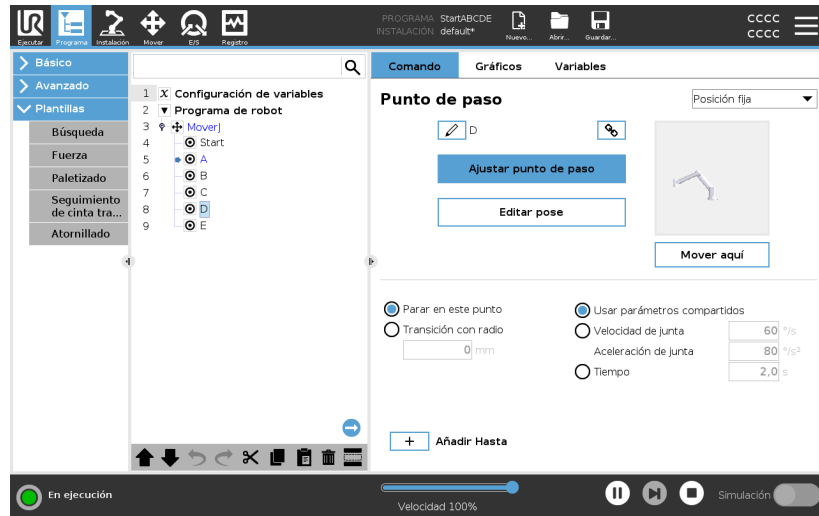 PROGRAMA StartABCDE
INSTALACIÓN default*
cccc
cccc
UR
Ejecutar
Programa
Instalación
Mover
E/S
Registro
Nuevo...
Abrir...
Guardar...
Básico
Avanzado
Plantillas
Búsqueda
Fuerza
Paletizado
Seguimiento
de cinta tra...
Atornillado
1 X Configuración de variables
2 Programa de robot
3 MoverJ
4 Start
5 A
6 B
7 C
8 D
9 E
Comando Gráficos Variables
Punto de paso
Posición fija
D
Ajustar punto de paso
Editar pose
Mover aquí
Parar en este punto
Transición con radio
0 mm
Usar parámetros compartidos
Velocidad de junta 60 °/s
Aceleración de junta 80 °/s²
Tiempo 2,0 s
+ Añadir Hasta
En ejecución
Velocidad 100%
Simulación